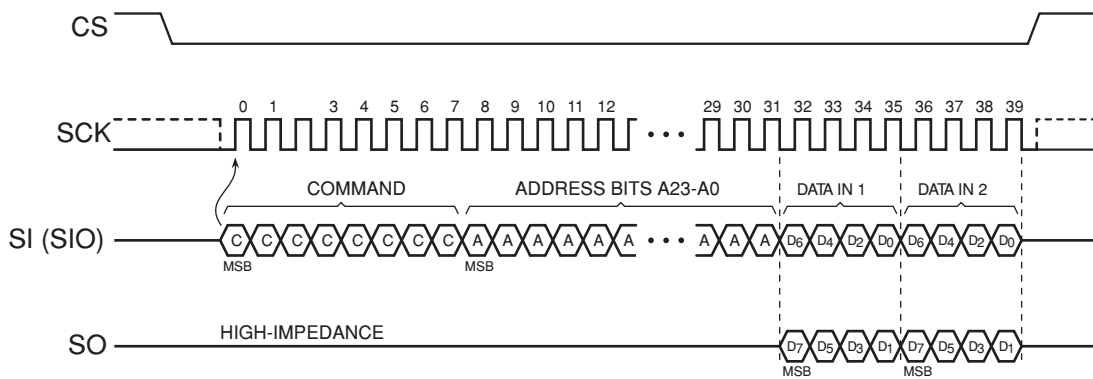 CS
0 1 3 4 5 6 7 8 9 10 11 12 29 30 31 32 33 34 35 36 37 38 39
SCK
COMMAND ADDRESS BITS A23-A0 DATA IN 1 DATA IN 2
SI (SIO) C C C C C C C C A A A A A A A A A D6 D4 D2 D0 D6 D4 D2 D0
MSB MSB
HIGH-IMPEDANCE
SO D7 D5 D3 D1 D7 D5 D3 D1
MSB MSB